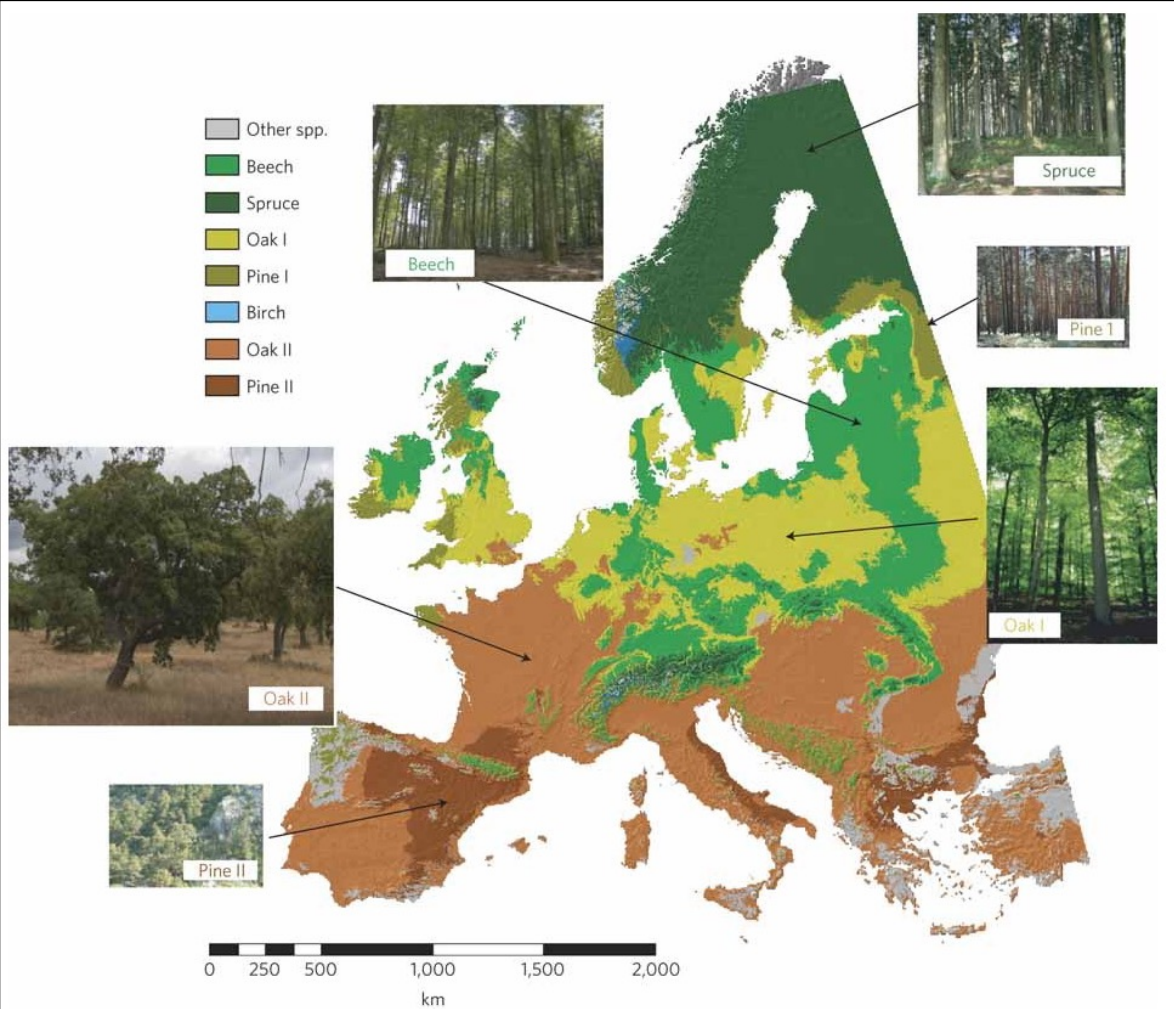 Other spp.
Beech
Spruce
Oak I
Pine I
Birch
Oak II
Pine II
Beech
Spruce
Pine 1
Oak I
Oak II
Pine II
0 250 500 1,000 1,500 2,000
km